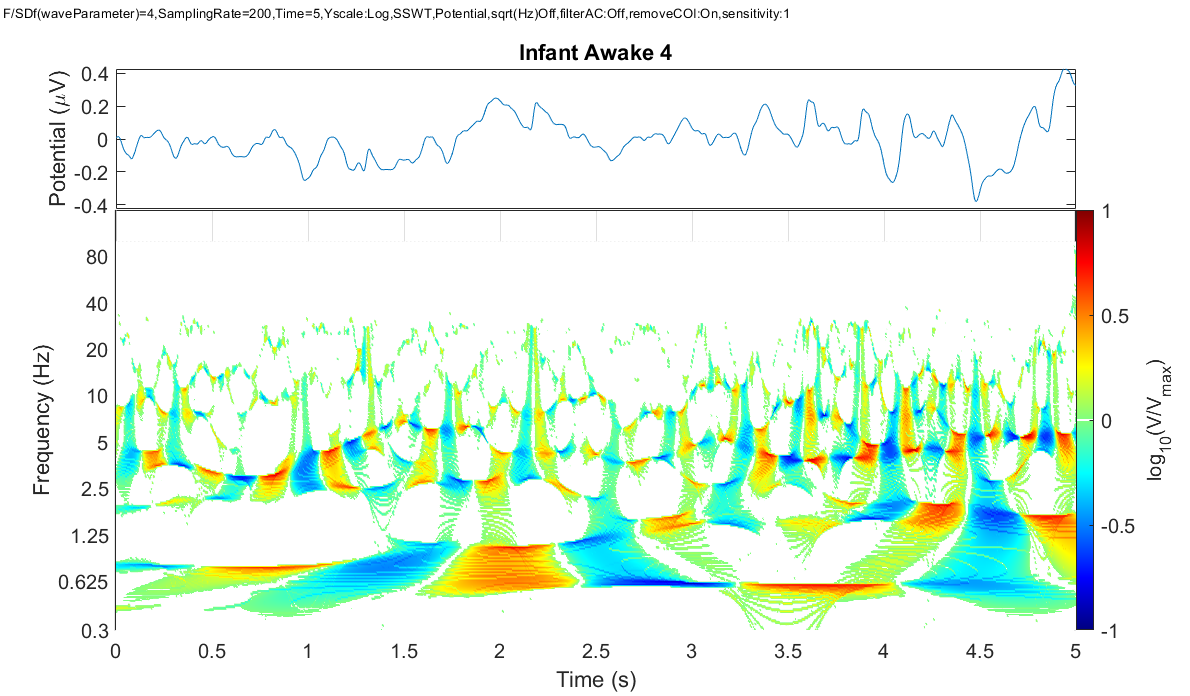 F/SDf(waveParameter)=4,SamplingRate=200,Time=5,Yscale:Log,SSWT,Potential,sqrt(Hz)Off,filterAC:Off,removeCOI:On,sensitivity:1
Infant Awake 4
Potential (μV)
0.4
0.2
0
-0.2
-0.4
Frequency (Hz)
80
40
20
10
5
2.5
1.25
0.625
0.3
0 0.5 1 1.5 2 2.5 3 3.5 4 4.5 5
Time (s)
1
0.5
0
-0.5
-1
log10(V/Vmax)